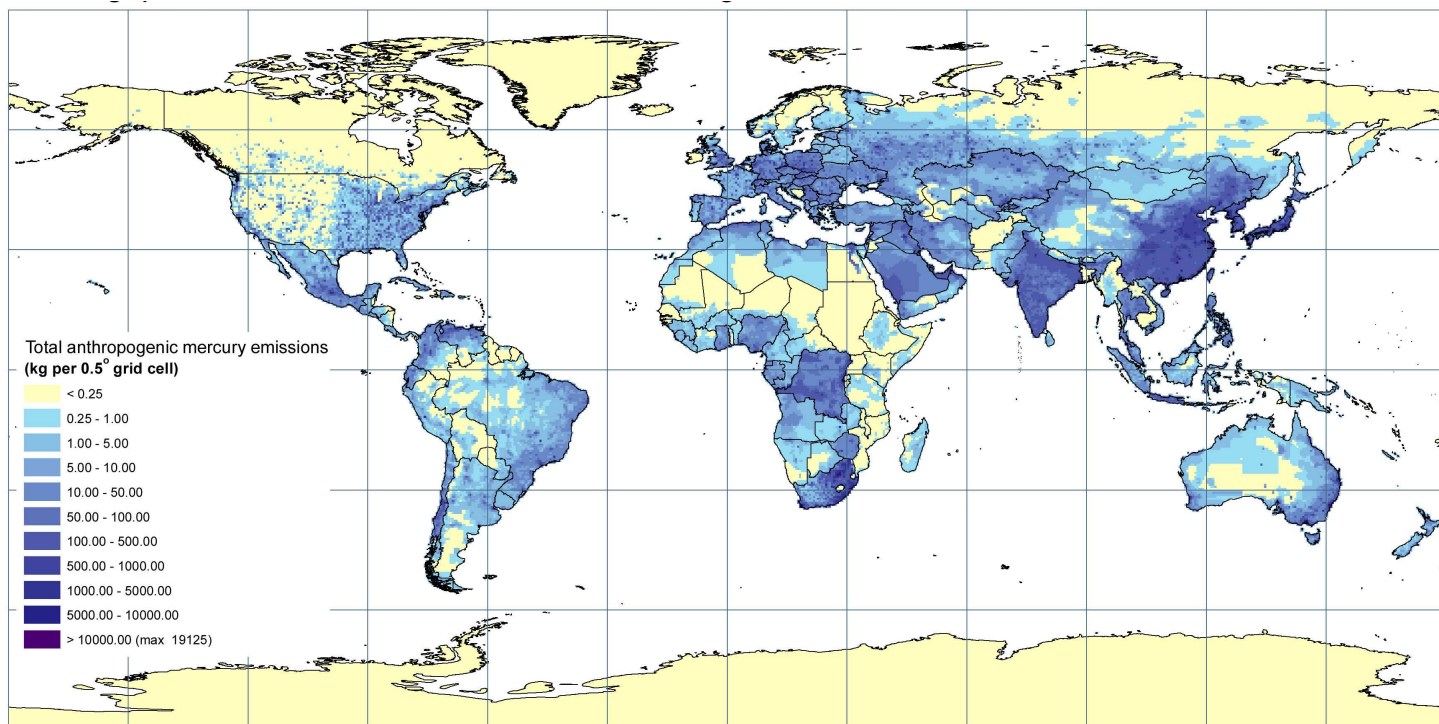 Total anthropogenic mercury emissions
(kg per 0.5° grid cell)
< 0.25
0.25 - 1.00
1.00 - 5.00
5.00 - 10.00
10.00 - 50.00
50.00 - 100.00
100.00 - 500.00
500.00 - 1000.00
1000.00 - 5000.00
5000.00 - 10000.00
> 10000.00 (max 19125)